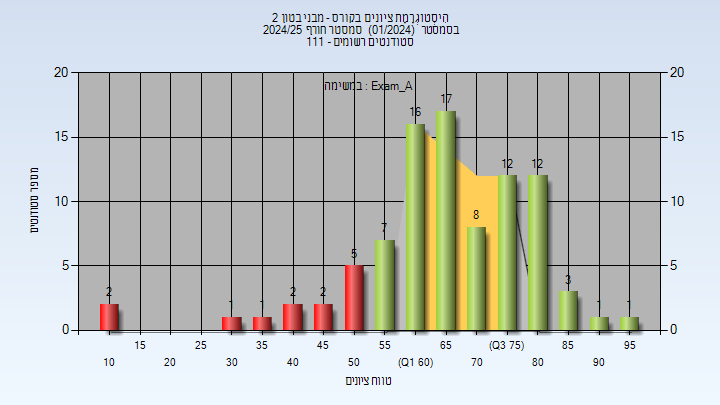 היסטוגרמת ציונים בקורס - מבני בטון 2
בסמסטר (01/2024) סמסטר חורף 2024/25
סטודנטים רשומים - 111
במשימה : Exam_A
מספר סטודנטים
20 20
15 15
10 10
5 5
0 0
2 1 1 2 2 5 7 16 17 8 12 12 3 1 1
15 25 35 45 55 65 (Q3 75) 85 95
10 20 30 40 50 (Q1 60) 70 80 90
טווח ציונים